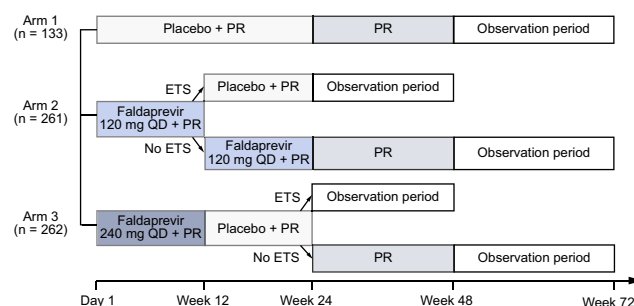 Arm 1
(n = 133)
Placebo + PR
PR
Observation period
ETS
Placebo + PR
Observation period
Arm 2
(n = 261)
Faldaprevir
120 mg QD + PR
No ETS
Faldaprevir
120 mg QD + PR
PR
Observation period
ETS
Observation period
Arm 3
(n = 262)
Faldaprevir
240 mg QD + PR
Placebo + PR
No ETS
PR
Observation period
Day 1
Week 12
Week 24
Week 48
Week 72